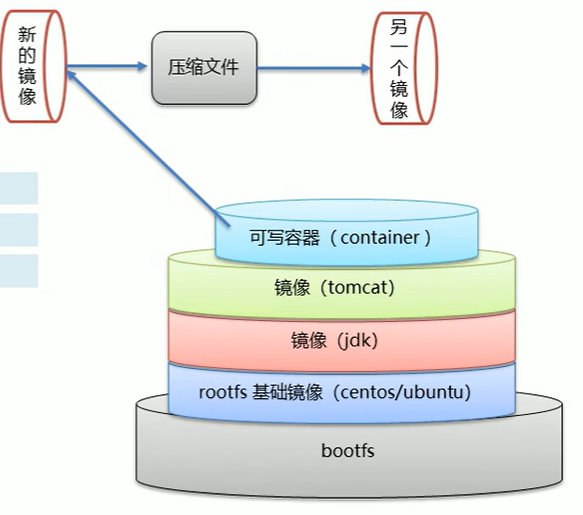 新的镜像
压缩文件
另一个镜像
可写容器（container）
镜像（tomcat）
镜像（jdk）
rootfs 基础镜像（centos/ubuntu）
bootfs